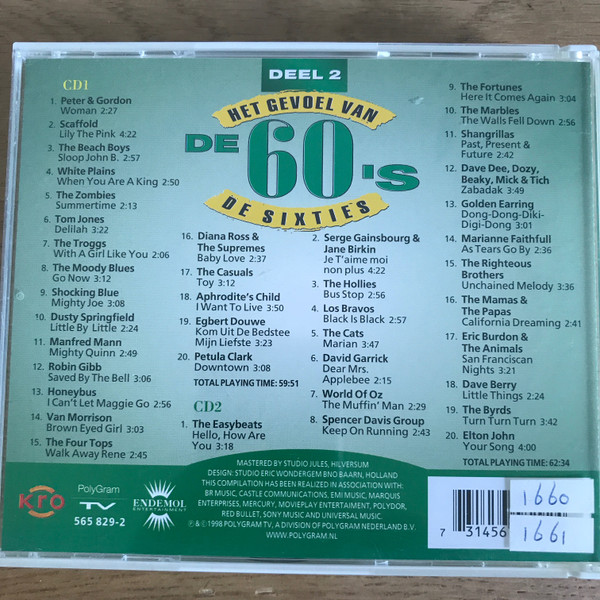 DEEL 2
HET GEVOEL VAN
DE 60's
DE SIXTIES
CD1
1. Peter & Gordon
Woman 2:27
2. Scaffold
Lily The Pink 4:22
3. The Beach Boys
Sloop John B. 2:57
4. White Plains
When You Are A King 2:50
5. The Zombies
Summertime 2:13
6. Tom Jones
Delilah 3:22
7. The Troggs
With A Girl Like You 2:06
8. The Moody Blues
Go Now 3:12
9. Shocking Blue
Mighty Joe 3:08
10. Dusty Springfield
Little By Little 2:24
11. Manfred Mann
Mighty Quinn 2:49
12. Robin Gibb
Saved By The Bell 3:06
13. Honeybus
I Can't Let Maggie Go 2:56
14. Van Morrison
Brown Eyed Girl 3:03
15. The Four Tops
Walk Away Rene 2:45
16. Diana Ross &
The Supremes
Baby Love 2:37
17. The Casuals
Toy 3:12
18. Aphrodite's Child
I Want To Live 3:50
19. Egbert Douwe
Kom Uit De Bedstee
Mijn Liefste 3:23
20. Petula Clark
Downtown 3:08
TOTAL PLAYING TIME: 59:51
CD2
1. The Easybeats
Hello, How Are
You 3:18
2. Serge Gainsbourg &
Jane Birkin
Je T'aime moi
non plus 4:22
3. The Hollies
Bus Stop 2:56
4. Los Bravos
Black Is Black 2:57
5. The Cats
Marian 3:47
6. David Garrick
Dear Mrs.
Applebee 2:15
7. World Of Oz
The Muffin' Man 2:29
8. Spencer Davis Group
Keep On Running 2:43
9. The Fortunes
Here It Comes Again 3:04
10. The Marbles
The Walls Fell Down 2:56
11. Shangrillas
Past, Present &
Future 2:42
12. Dave Dee, Dozy,
Beaky, Mick & Tich
Zabadak 3:49
13. Golden Earring
Dong-Dong-Diki-
Digi-Dong 3:01
14. Marianne Faithfull
As Tears Go By 2:36
15. The Righteous
Brothers
Unchained Melody 3:36
16. The Mamas &
The Papas
California Dreaming 2:41
17. Eric Burdon &
The Animals
San Franciscan
Nights 3:21
18. Dave Berry
Little Things 2:24
19. The Byrds
Turn Turn Turn 3:42
20. Elton John
Your Song 4:00
TOTAL PLAYING TIME: 62:34
KRO
PolyGram
TV
565 829-2
ENDEMOL
ENTERTAINMENT
MASTERED BY STUDIO JULES, HILVERSUM
DESIGN: STUDIO ERIC WONDERGEM BNO BAARN, HOLLAND
THIS COMPILATION HAS BEEN REALIZED IN ASSOCIATION WITH:
BR MUSIC, CASTLE COMMUNICATIONS, EMI MUSIC, MARQUIS
ENTERPRISES, MERCURY, MOVIEPLAY ENTERTAIMENT, POLYDOR,
RED BULLET, SONY MUSIC AND UNIVERSAL MUSIC.
℗ & © 1998 POLYGRAM TV, A DIVISION OF POLYGRAM NEDERLAND B.V.
WWW.POLYGRAM.NL
7 31456
1660
1661